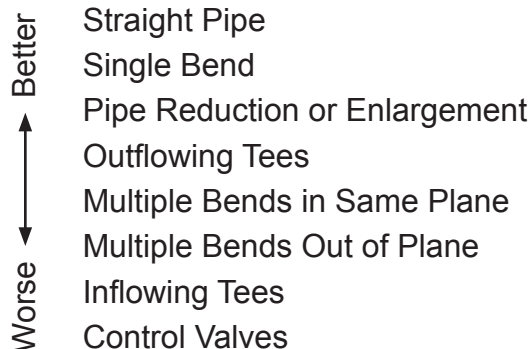 Better
Worse
Straight Pipe
Single Bend
Pipe Reduction or Enlargement
Outflowing Tees
Multiple Bends in Same Plane
Multiple Bends Out of Plane
Inflowing Tees
Control Valves